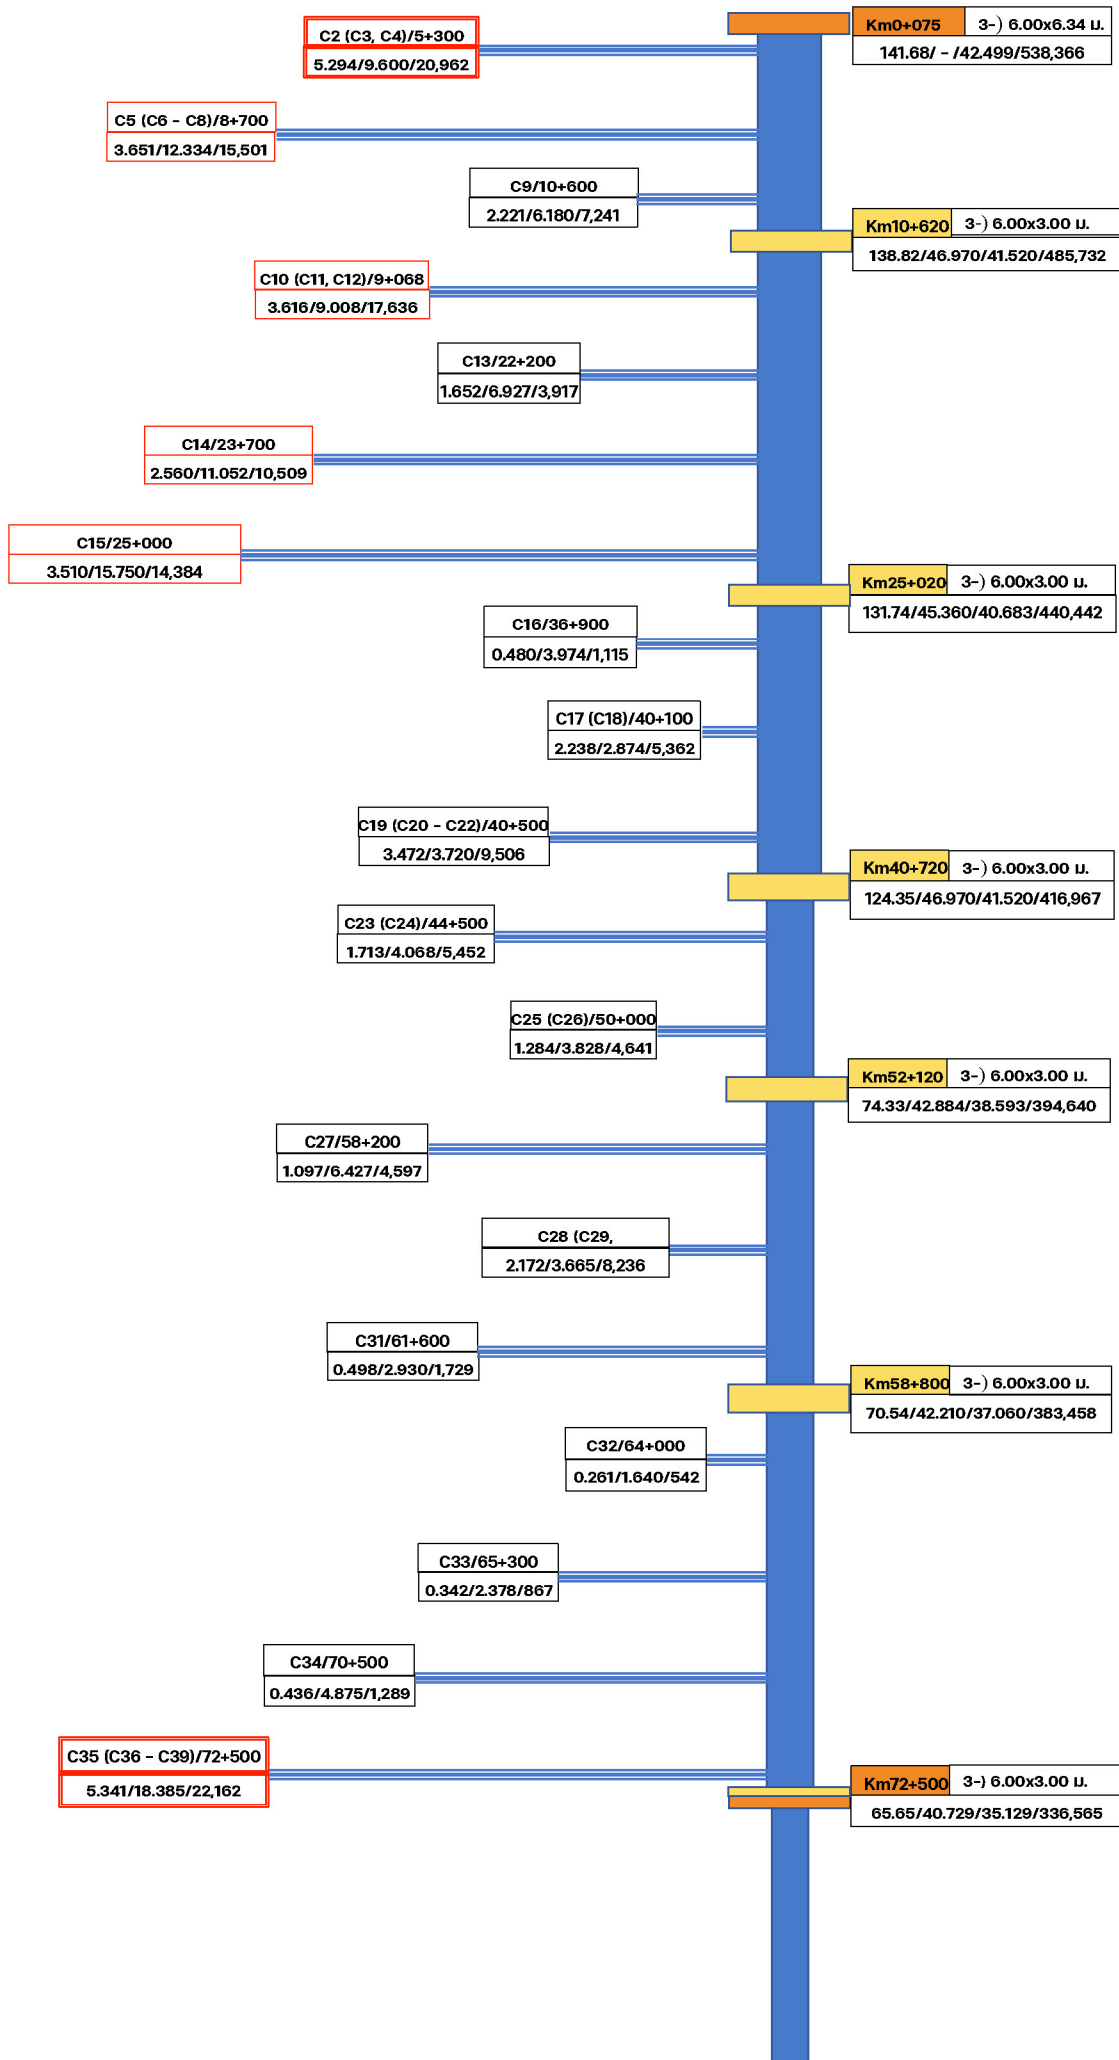 Km0+075 3-) 6.00x6.34 ม.
C2 (C3, C4)/5+300
141.68/ - /42.499/538,366
5.294/9.600/20,962
C5 (C6 - C8)/8+700
3.651/12.334/15,501
C9/10+600
2.221/6.180/7,241
Km10+620 3-) 6.00x3.00 ม.
138.82/46.970/41.520/485,732
C10 (C11, C12)/9+068
3.616/9.008/17,636
C13/22+200
1.652/6.927/3,917
C14/23+700
2.560/11.052/10,509
C15/25+000
3.510/15.750/14,384
Km25+020 3-) 6.00x3.00 ม.
131.74/45.360/40.683/440,442
C16/36+900
0.480/3.974/1,115
C17 (C18)/40+100
2.238/2.874/5,362
C19 (C20 - C22)/40+500
3.472/3.720/9,506
Km40+720 3-) 6.00x3.00 ม.
124.35/46.970/41.520/416,967
C23 (C24)/44+500
1.713/4.068/5,452
C25 (C26)/50+000
1.284/3.828/4,641
Km52+120 3-) 6.00x3.00 ม.
74.33/42.884/38.593/394,640
C27/58+200
1.097/6.427/4,597
C28 (C29,
2.172/3.665/8,236
C31/61+600
0.498/2.930/1,729
Km58+800 3-) 6.00x3.00 ม.
70.54/42.210/37.060/383,458
C32/64+000
0.261/1.640/542
C33/65+300
0.342/2.378/867
C34/70+500
0.436/4.875/1,289
C35 (C36 - C39)/72+500
5.341/18.385/22,162
Km72+500 3-) 6.00x3.00 ม.
65.65/40.729/35.129/336,565